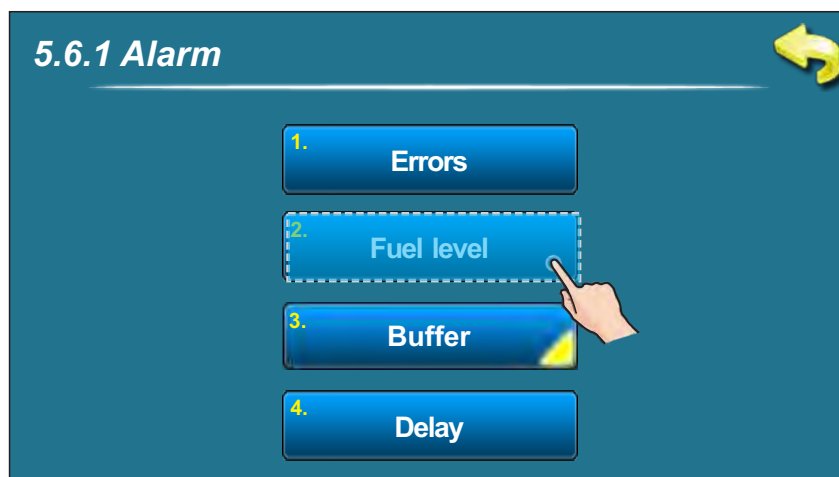 5.6.1 Alarm
1.
Errors
2.
Fuel level
3.
Buffer
4.
Delay